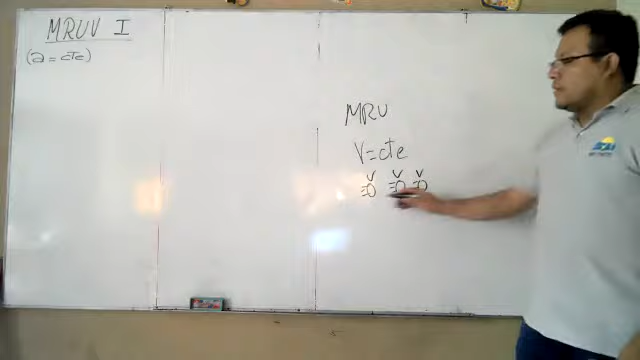 MRUV I
(a = cte)
MRU
V = cte
V V V